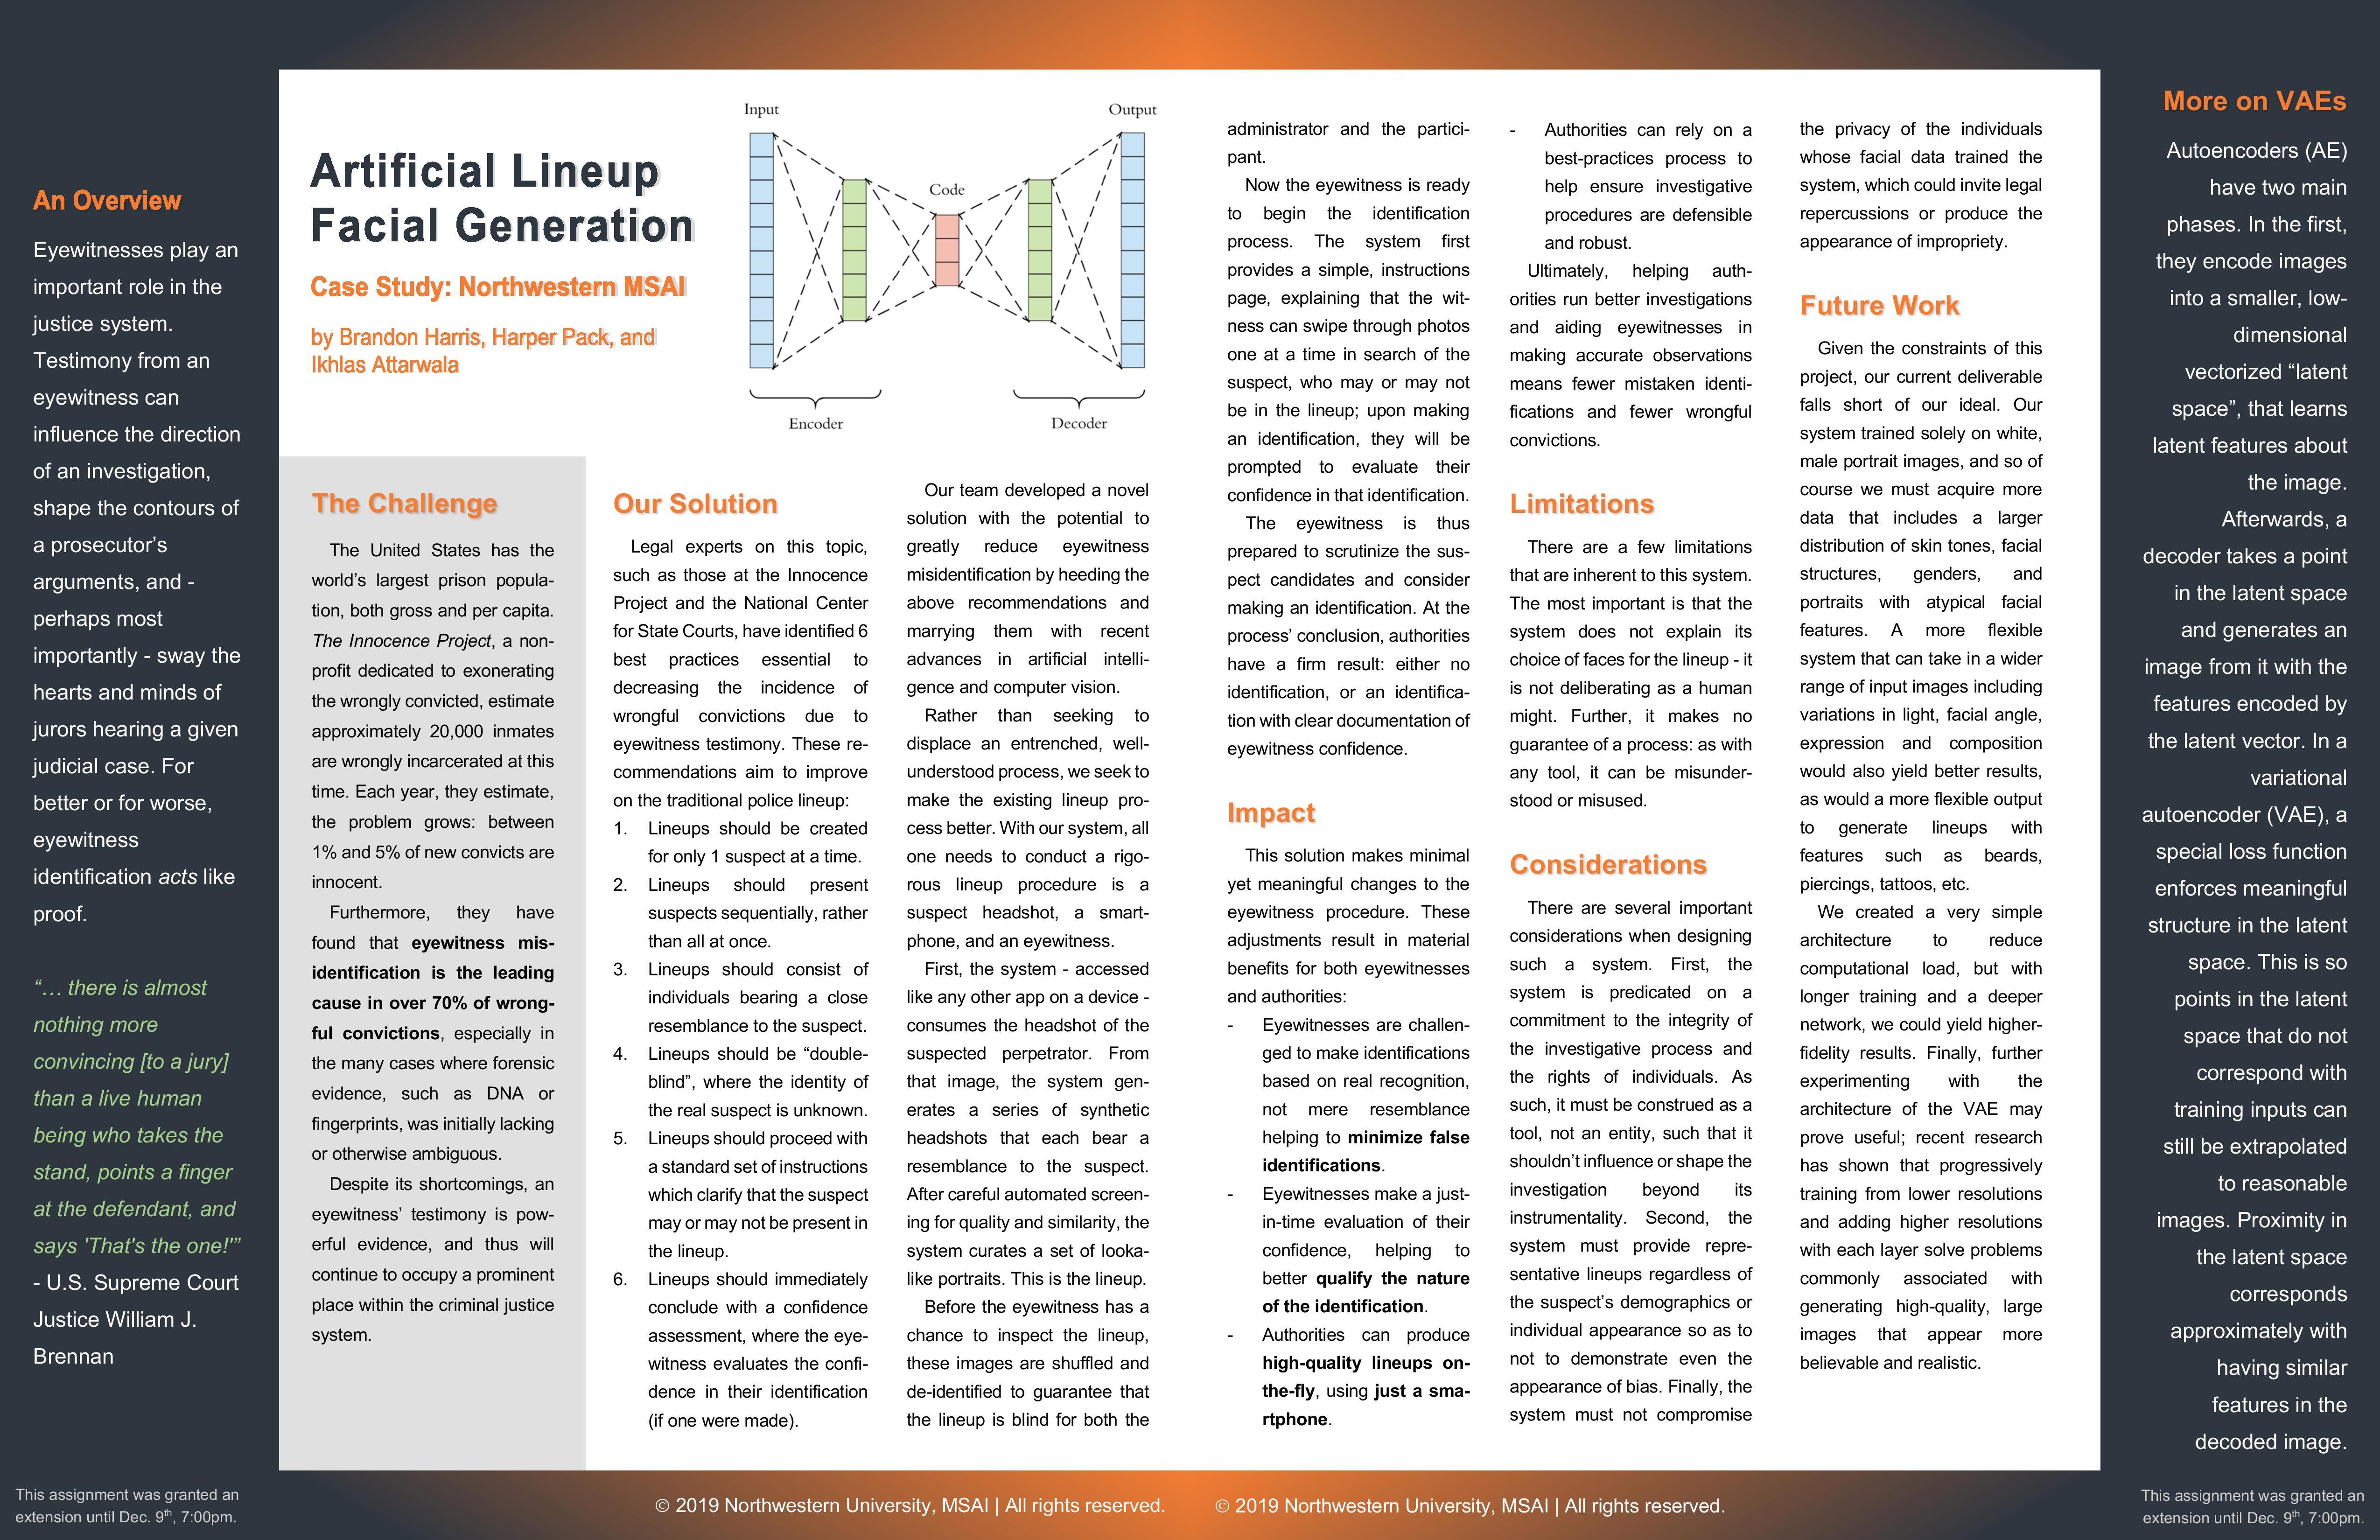 An Overview
Eyewitnesses play an
important role in the
justice system.
Testimony from an
eyewitness can
influence the direction
of an investigation,
shape the contours of
a prosecutor’s
arguments, and -
perhaps most
importantly - sway the
hearts and minds of
jurors hearing a given
judicial case. For
better or for worse,
eyewitness
identification acts like
proof.
“… there is almost
nothing more
convincing [to a jury]
than a live human
being who takes the
stand, points a finger
at the defendant, and
says 'That's the one!'”
- U.S. Supreme Court
Justice William J.
Brennan
This assignment was granted an
extension until Dec. 9th, 7:00pm.
Artificial Lineup
Facial Generation
Case Study: Northwestern MSAI
by Brandon Harris, Harper Pack, and
Ikhlas Attarwala
Input
Output
Code
Encoder
Decoder
The Challenge
The United States has the
world’s largest prison popula-
tion, both gross and per capita.
The Innocence Project, a non-
profit dedicated to exonerating
the wrongly convicted, estimate
approximately 20,000 inmates
are wrongly incarcerated at this
time. Each year, they estimate,
the problem grows: between
1% and 5% of new convicts are
innocent.
Furthermore, they have
found that eyewitness mis-
identification is the leading
cause in over 70% of wrong-
ful convictions, especially in
the many cases where forensic
evidence, such as DNA or
fingerprints, was initially lacking
or otherwise ambiguous.
Despite its shortcomings, an
eyewitness’ testimony is pow-
erful evidence, and thus will
continue to occupy a prominent
place within the criminal justice
system.
Our Solution
Legal experts on this topic,
such as those at the Innocence
Project and the National Center
for State Courts, have identified 6
best practices essential to
decreasing the incidence of
wrongful convictions due to
eyewitness testimony. These re-
commendations aim to improve
on the traditional police lineup:
1. Lineups should be created
for only 1 suspect at a time.
2. Lineups should present
suspects sequentially, rather
than all at once.
3. Lineups should consist of
individuals bearing a close
resemblance to the suspect.
4. Lineups should be “double-
blind”, where the identity of
the real suspect is unknown.
5. Lineups should proceed with
a standard set of instructions
which clarify that the suspect
may or may not be present in
the lineup.
6. Lineups should immediately
conclude with a confidence
assessment, where the eye-
witness evaluates the confi-
dence in their identification
(if one were made).
Our team developed a novel
solution with the potential to
greatly reduce eyewitness
misidentification by heeding the
above recommendations and
marrying them with recent
advances in artificial intelli-
gence and computer vision.
Rather than seeking to
displace an entrenched, well-
understood process, we seek to
make the existing lineup pro-
cess better. With our system, all
one needs to conduct a rigo-
rous lineup procedure is a
suspect headshot, a smart-
phone, and an eyewitness.
First, the system - accessed
like any other app on a device -
consumes the headshot of the
suspected perpetrator. From
that image, the system gen-
erates a series of synthetic
headshots that each bear a
resemblance to the suspect.
After careful automated screen-
ing for quality and similarity, the
system curates a set of looka-
like portraits. This is the lineup.
Before the eyewitness has a
chance to inspect the lineup,
these images are shuffled and
de-identified to guarantee that
the lineup is blind for both the
administrator and the partici-
pant.
Now the eyewitness is ready
to begin the identification
process. The system first
provides a simple, instructions
page, explaining that the wit-
ness can swipe through photos
one at a time in search of the
suspect, who may or may not
be in the lineup; upon making
an identification, they will be
prompted to evaluate their
confidence in that identification.
The eyewitness is thus
prepared to scrutinize the sus-
pect candidates and consider
making an identification. At the
process’ conclusion, authorities
have a firm result: either no
identification, or an identifica-
tion with clear documentation of
eyewitness confidence.
Impact
This solution makes minimal
yet meaningful changes to the
eyewitness procedure. These
adjustments result in material
benefits for both eyewitnesses
and authorities:
- Eyewitnesses are challen-
ged to make identifications
based on real recognition,
not mere resemblance
helping to minimize false
identifications.
- Eyewitnesses make a just-
in-time evaluation of their
confidence, helping to
better qualify the nature
of the identification.
- Authorities can produce
high-quality lineups on-
the-fly, using just a sma-
rtphone.
- Authorities can rely on a
best-practices process to
help ensure investigative
procedures are defensible
and robust.
Ultimately, helping auth-
orities run better investigations
and aiding eyewitnesses in
making accurate observations
means fewer mistaken identi-
fications and fewer wrongful
convictions.
Limitations
There are a few limitations
that are inherent to this system.
The most important is that the
system does not explain its
choice of faces for the lineup - it
is not deliberating as a human
might. Further, it makes no
guarantee of a process: as with
any tool, it can be misunder-
stood or misused.
Considerations
There are several important
considerations when designing
such a system. First, the
system is predicated on a
commitment to the integrity of
the investigative process and
the rights of individuals. As
such, it must be construed as a
tool, not an entity, such that it
shouldn’t influence or shape the
investigation beyond its
instrumentality. Second, the
system must provide repre-
sentative lineups regardless of
the suspect’s demographics or
individual appearance so as to
not to demonstrate even the
appearance of bias. Finally, the
system must not compromise
the privacy of the individuals
whose facial data trained the
system, which could invite legal
repercussions or produce the
appearance of impropriety.
Future Work
Given the constraints of this
project, our current deliverable
falls short of our ideal. Our
system trained solely on white,
male portrait images, and so of
course we must acquire more
data that includes a larger
distribution of skin tones, facial
structures, genders, and
portraits with atypical facial
features. A more flexible
system that can take in a wider
range of input images including
variations in light, facial angle,
expression and composition
would also yield better results,
as would a more flexible output
to generate lineups with
features such as beards,
piercings, tattoos, etc.
We created a very simple
architecture to reduce
computational load, but with
longer training and a deeper
network, we could yield higher-
fidelity results. Finally, further
experimenting with the
architecture of the VAE may
prove useful; recent research
has shown that progressively
training from lower resolutions
and adding higher resolutions
with each layer solve problems
commonly associated with
generating high-quality, large
images that appear more
believable and realistic.
© 2019 Northwestern University, MSAI | All rights reserved.
© 2019 Northwestern University, MSAI | All rights reserved.
More on VAEs
Autoencoders (AE)
have two main
phases. In the first,
they encode images
into a smaller, low-
dimensional
vectorized “latent
space”, that learns
latent features about
the image.
Afterwards, a
decoder takes a point
in the latent space
and generates an
image from it with the
features encoded by
the latent vector. In a
variational
autoencoder (VAE), a
special loss function
enforces meaningful
structure in the latent
space. This is so
points in the latent
space that do not
correspond with
training inputs can
still be extrapolated
to reasonable
images. Proximity in
the latent space
corresponds
approximately with
having similar
features in the
decoded image.
This assignment was granted an
extension until Dec. 9th, 7:00pm.